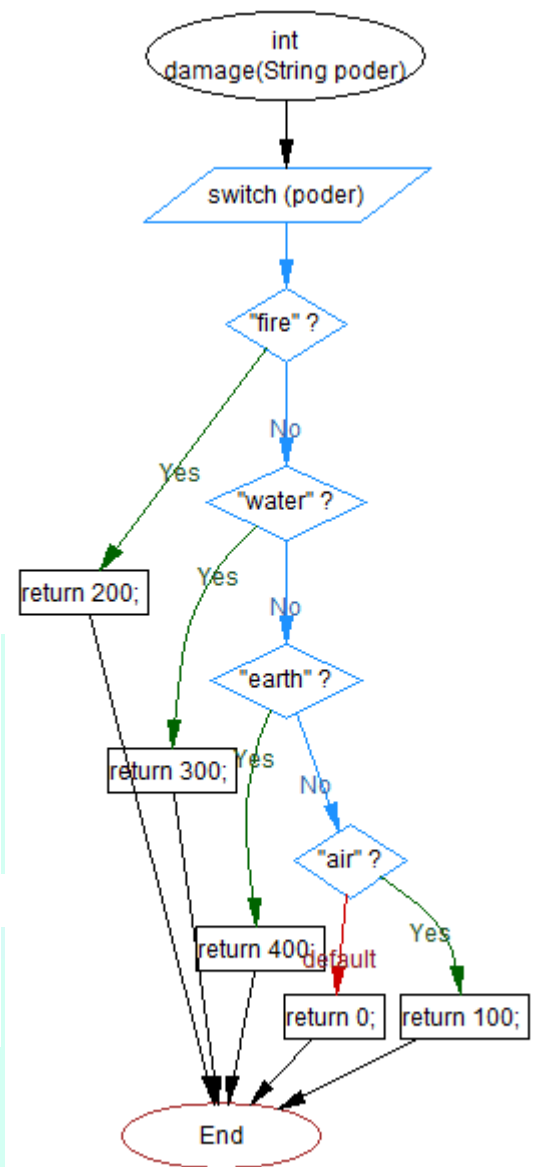 int
damage(String poder)
switch (poder)
"fire" ?
No
Yes
"water" ?
Yes
return 200;
No
"earth" ?
Yes
return 300;
No
"air" ?
Yes
return 400;
default
return 0;
return 100;
End